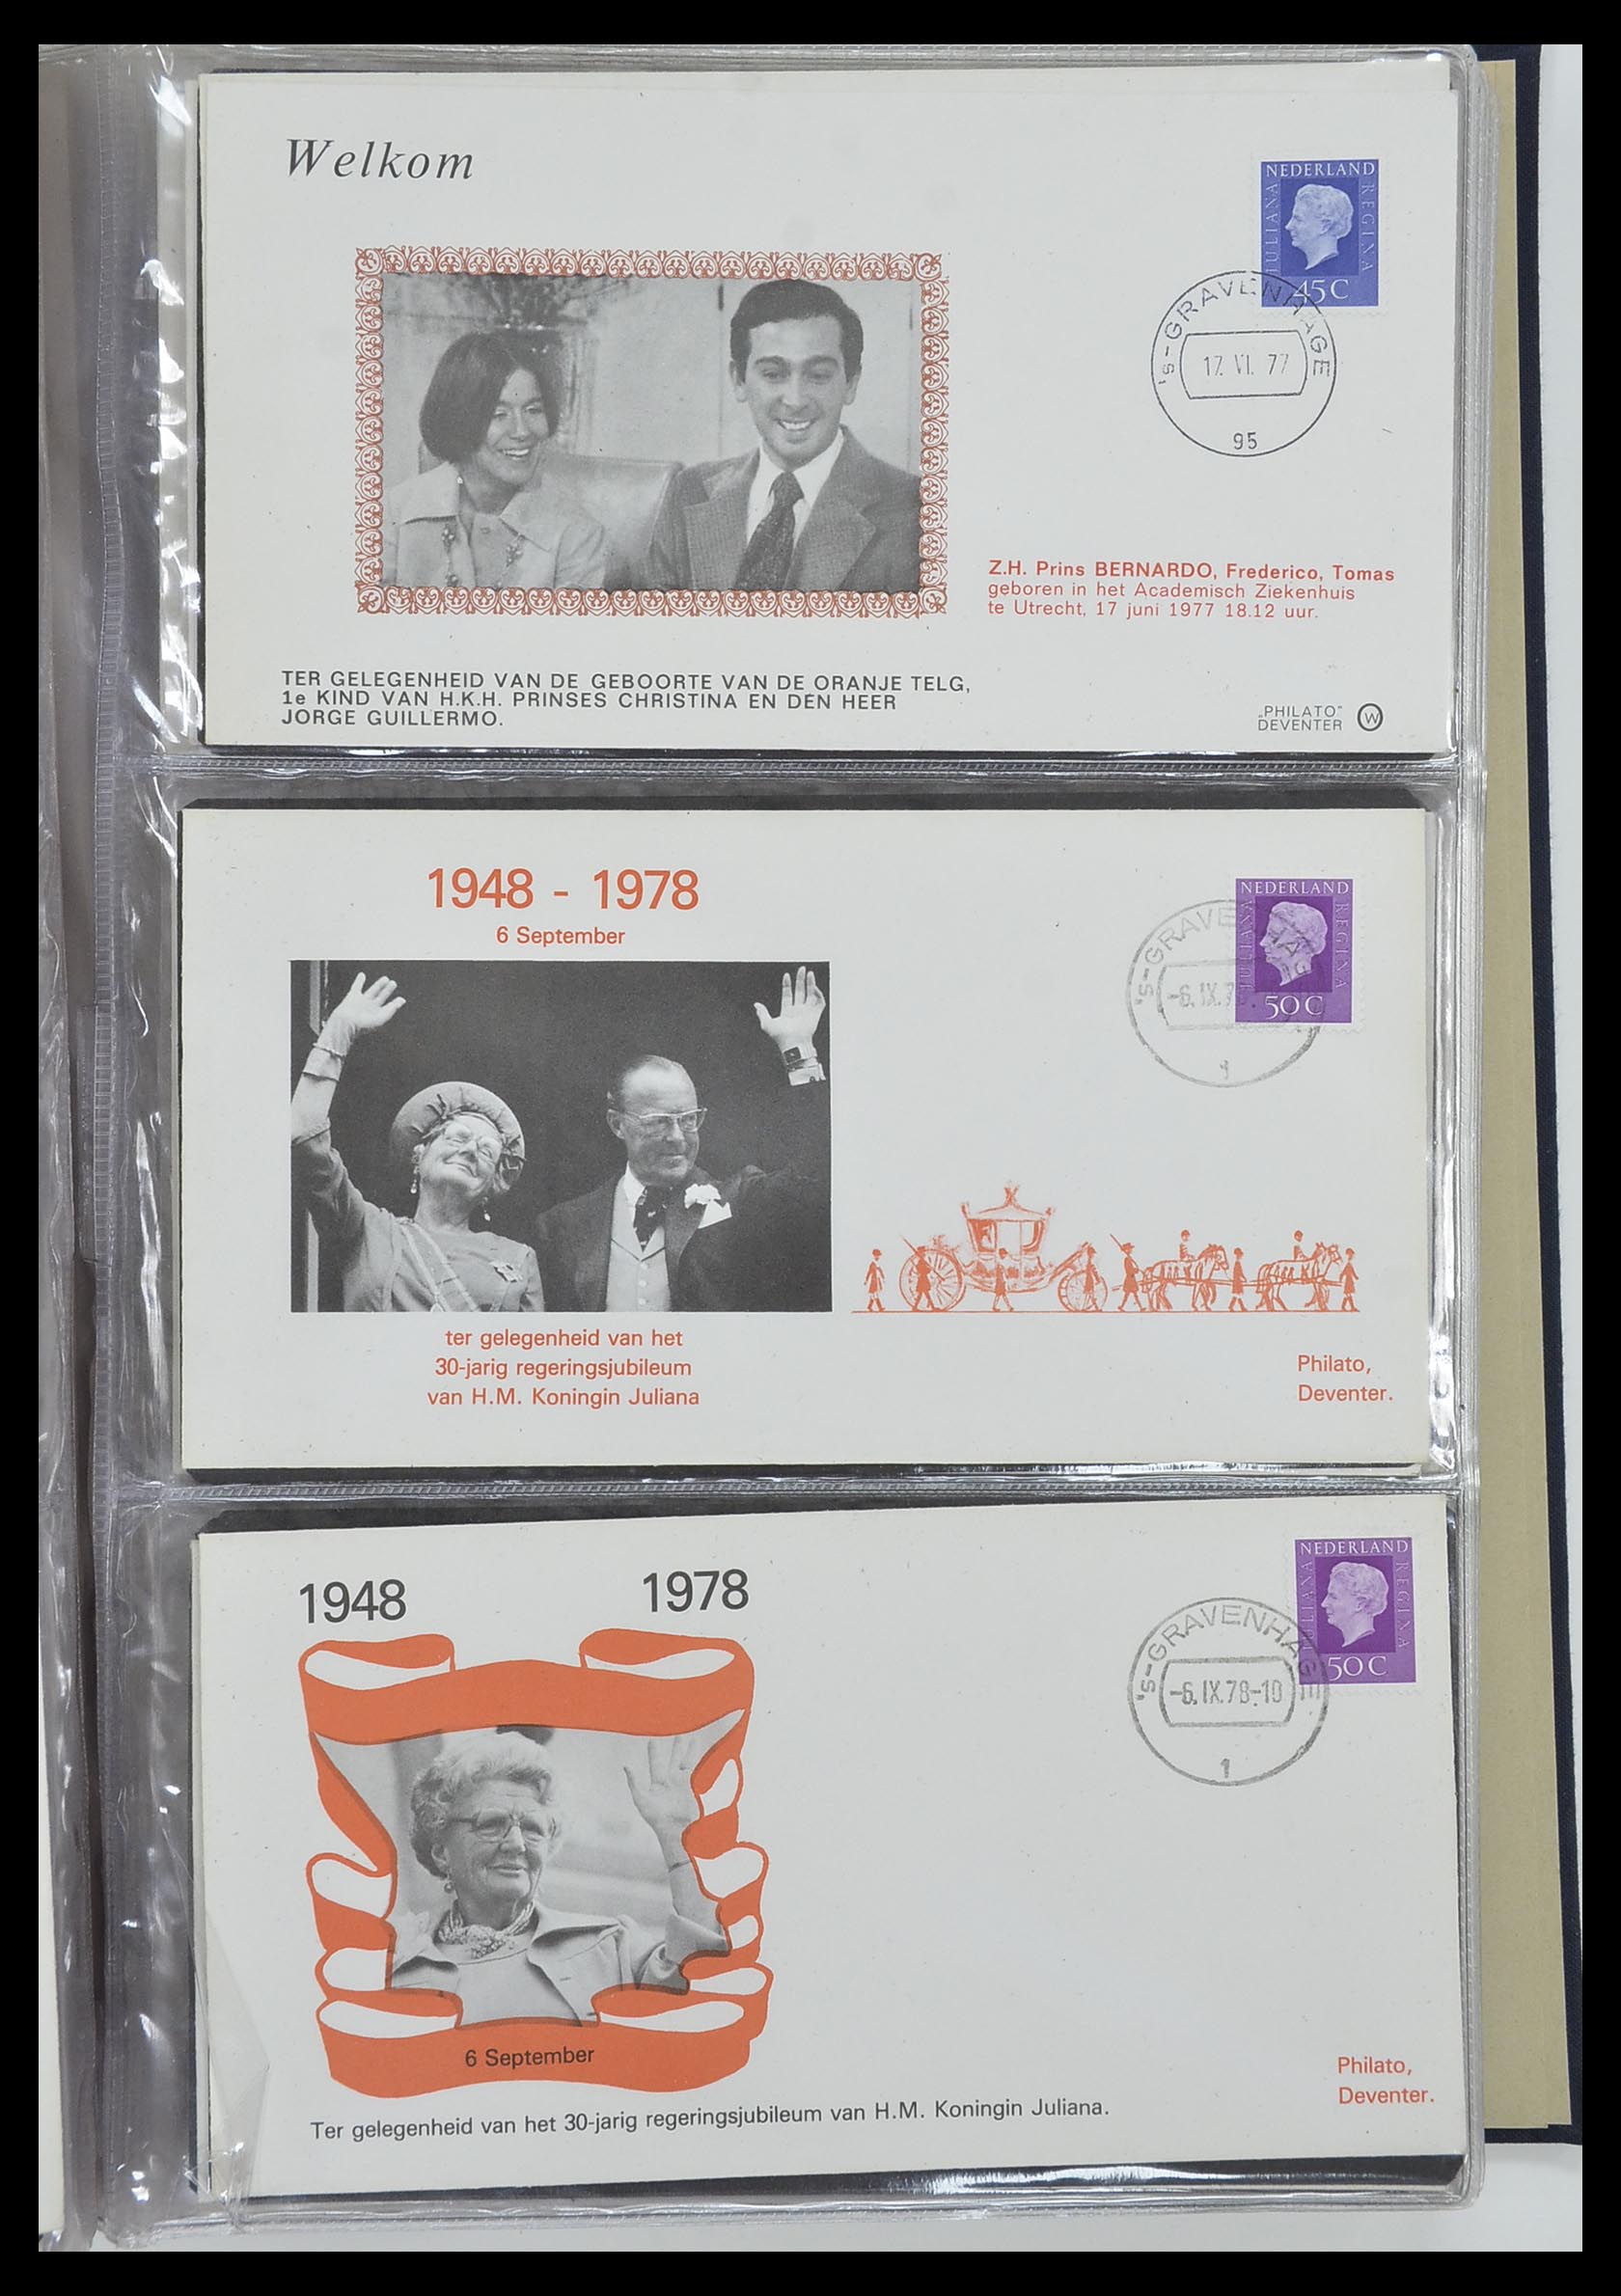 Welkom
NEDERLAND
JULIANA
REGINA
45 C
's-GRAVENHAGE
17. VI. 77
95
Z.H. Prins BERNARDO, Frederico, Tomas
geboren in het Academisch Ziekenhuis
te Utrecht, 17 juni 1977 18.12 uur.
TER GELEGENHEID VAN DE GEBOORTE VAN DE ORANJE TELG,
1e KIND VAN H.K.H. PRINSES CHRISTINA EN DEN HEER
JORGE GUILLERMO.
„PHILATO"
DEVENTER
W
1948 - 1978
6 September
NEDERLAND
JULIANA
REGINA
50 C
's-GRAVENHAGE
-6. IX. 7
1
ter gelegenheid van het
30-jarig regeringsjubileum
van H.M. Koningin Juliana
Philato,
Deventer.
1948 1978
NEDERLAND
JULIANA
REGINA
50 C
's-GRAVENHAGE
-6. IX.78-10
1
6 September
Ter gelegenheid van het 30-jarig regeringsjubileum van H.M. Koningin Juliana.
Philato,
Deventer.